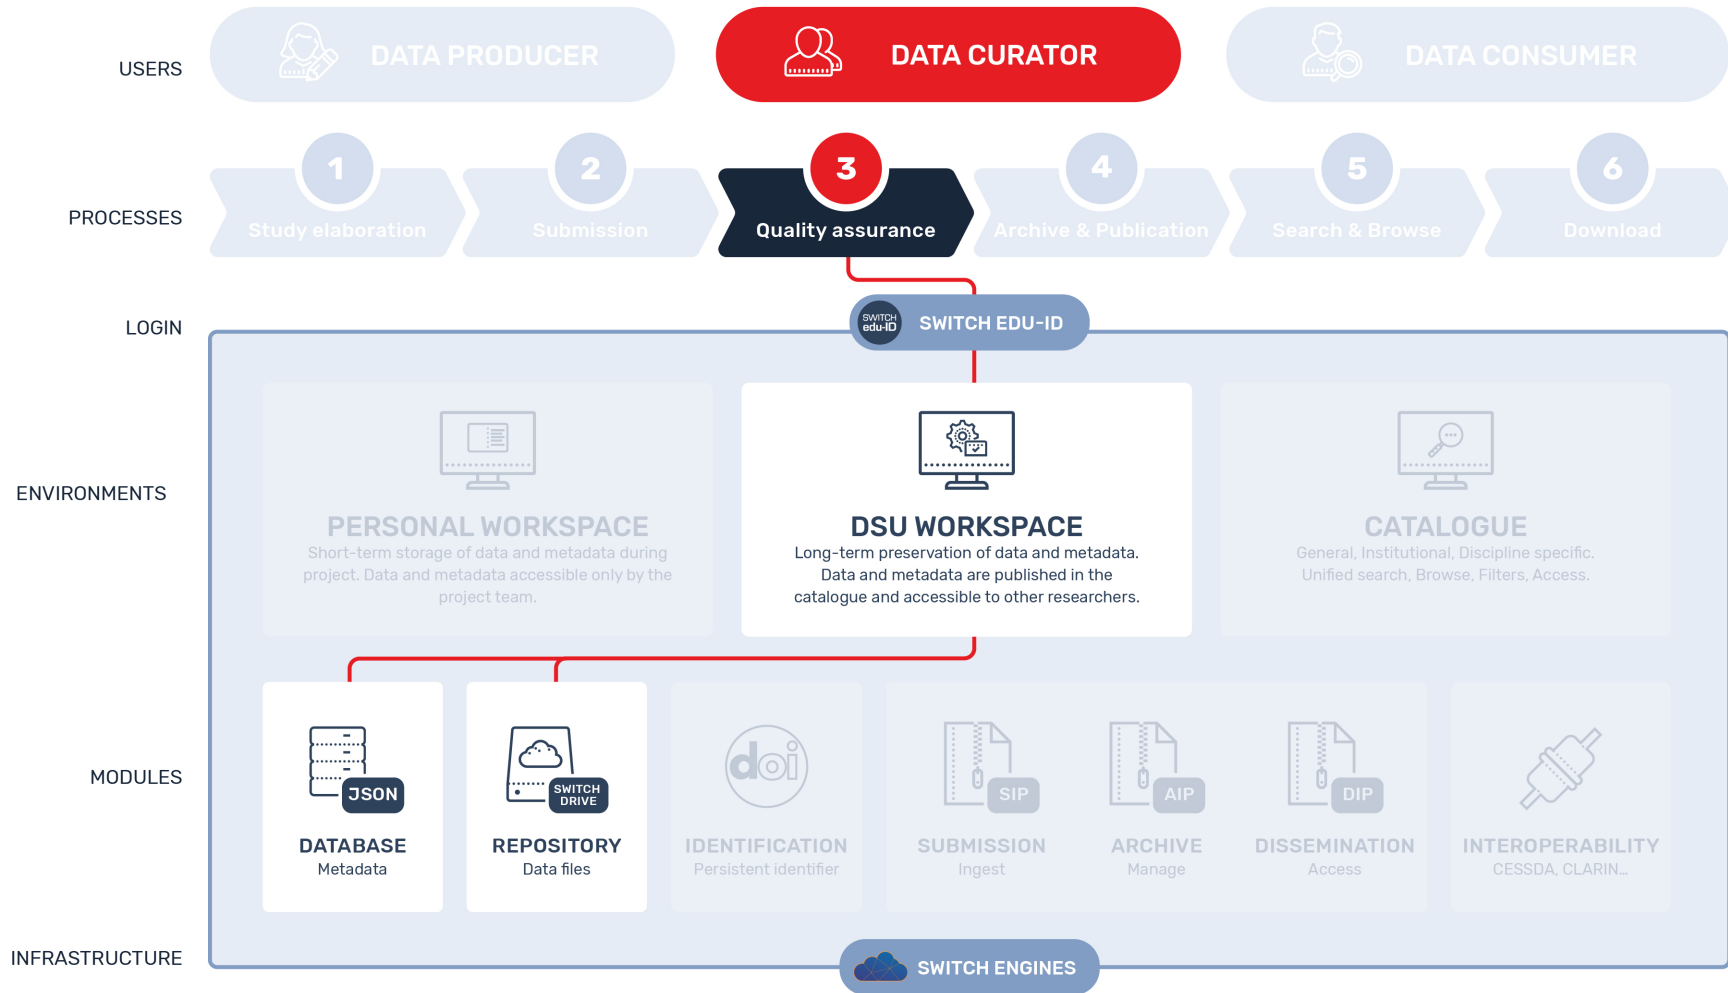 USERS
DATA PRODUCER
DATA CURATOR
DATA CONSUMER
PROCESSES
1
Study elaboration
2
Submission
3
Quality assurance
4
Archive & Publication
5
Search & Browse
6
Download
LOGIN
SWITCH
edu-ID
SWITCH EDU-ID
ENVIRONMENTS
PERSONAL WORKSPACE
Short-term storage of data and metadata during
project. Data and metadata accessible only by the
project team.
DSU WORKSPACE
Long-term preservation of data and metadata.
Data and metadata are published in the
catalogue and accessible to other researchers.
CATALOGUE
General, Institutional, Discipline specific.
Unified search, Browse, Filters, Access.
MODULES
JSON
DATABASE
Metadata
SWITCH
DRIVE
REPOSITORY
Data files
doi
IDENTIFICATION
Persistent identifier
SIP
SUBMISSION
Ingest
AIP
ARCHIVE
Manage
DIP
DISSEMINATION
Access
INTEROPERABILITY
CESSDA, CLARIN...
INFRASTRUCTURE
SWITCH ENGINES